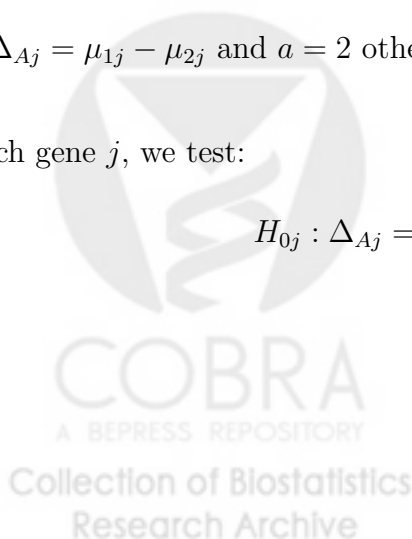 Δ_{Aj} = μ_{1j} − μ_{2j} and a = 2 othe
ch gene j, we test:
H_{0j} : Δ_{Aj} =
COBRA
A BEPRESS REPOSITORY
Collection of Biostatistics
Research Archive